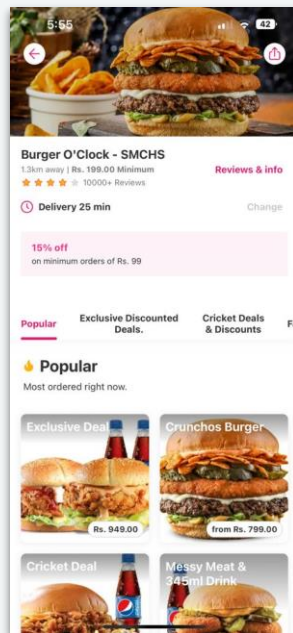 5:55
42
Burger O'Clock - SMCHS
1.3km away | Rs. 199.00 Minimum
Reviews & info
10000+ Reviews
Delivery 25 min
Change
15% off
on minimum orders of Rs. 99
Popular
Exclusive Discounted
Deals.
Cricket Deals
& Discounts
F
Popular
Most ordered right now.
Exclusive Deal
Rs. 949.00
Crunchos Burger
from Rs. 799.00
Cricket Deal
Messy Meat &
345ml Drink